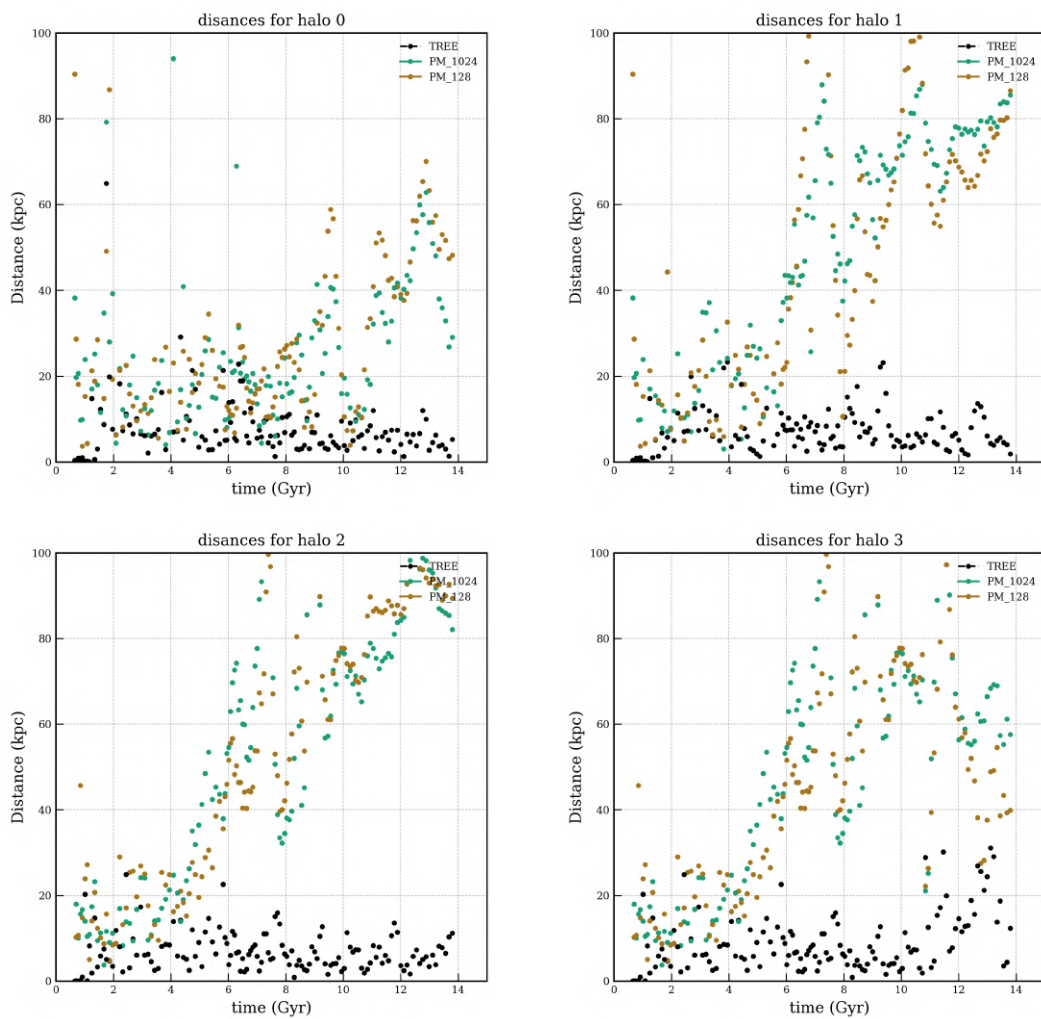 disances for halo 0
100
80
60
40
20
0
Distance (kpc)
TREE
PM_1024
PM_128
0 2 4 6 8 10 12 14
time (Gyr)
disances for halo 1
100
80
60
40
20
0
Distance (kpc)
TREE
PM_1024
PM_128
0 2 4 6 8 10 12 14
time (Gyr)
disances for halo 2
100
80
60
40
20
0
Distance (kpc)
TREE
PM_1024
PM_128
0 2 4 6 8 10 12 14
time (Gyr)
disances for halo 3
100
80
60
40
20
0
Distance (kpc)
TREE
PM_1024
PM_128
0 2 4 6 8 10 12 14
time (Gyr)